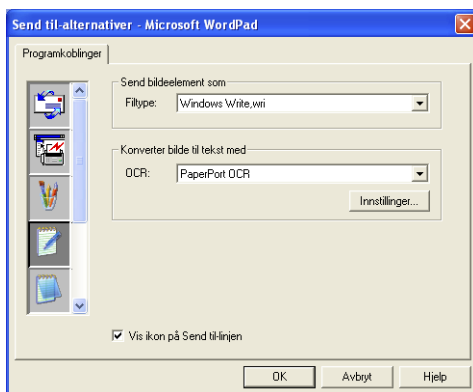 Send til-alternativer - Microsoft WordPad
Programkoblinger
Send bildeelement som
Filtype: Windows Write,wri
Konverter bilde til tekst med
OCR: PaperPort OCR
Innstillinger...
Vis ikon på Send til-linjen
OK Avbryt Hjelp